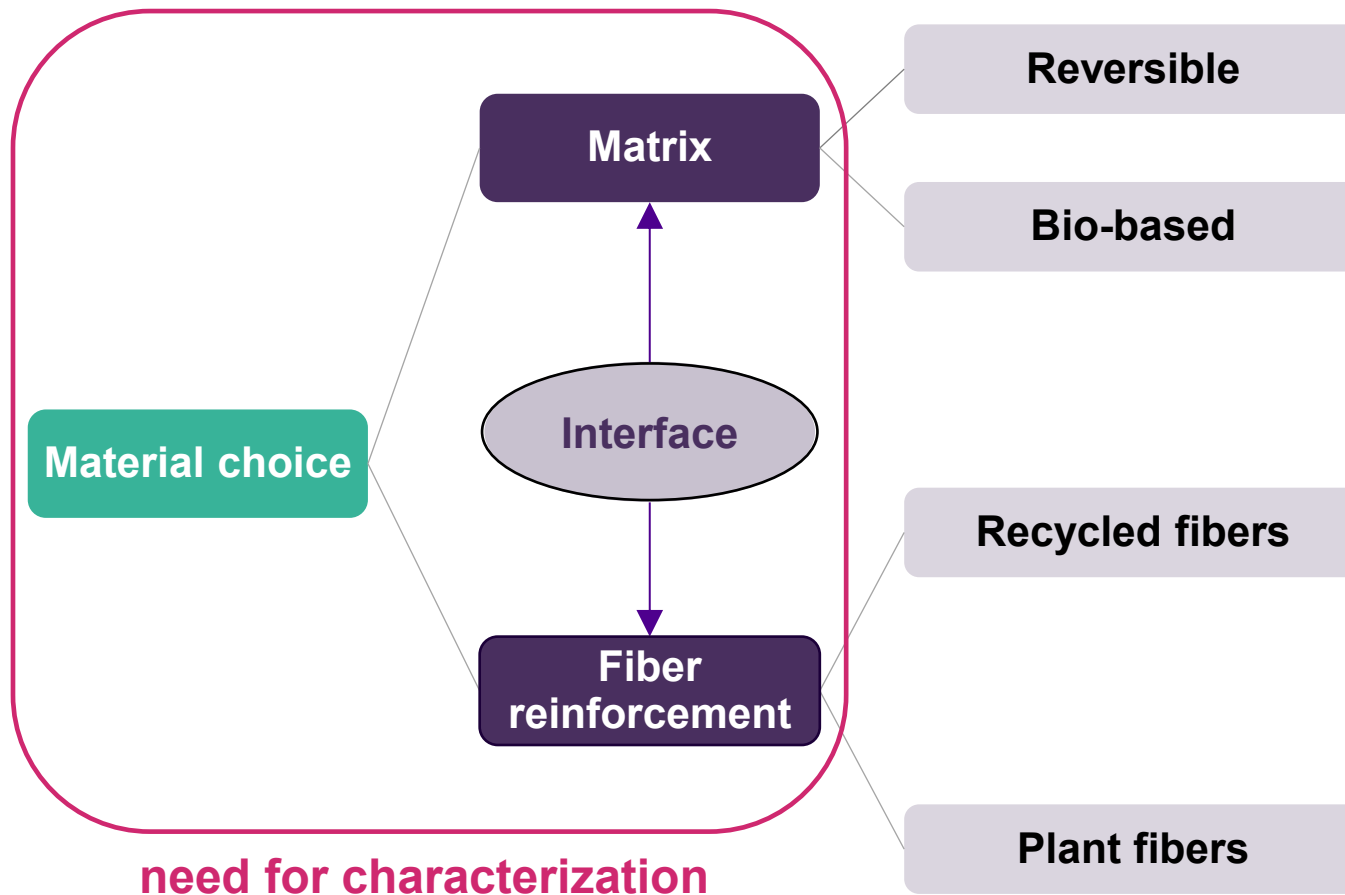 Reversible
Matrix
Bio-based
Interface
Material choice
Recycled fibers
Fiber
reinforcement
Plant fibers
need for characterization